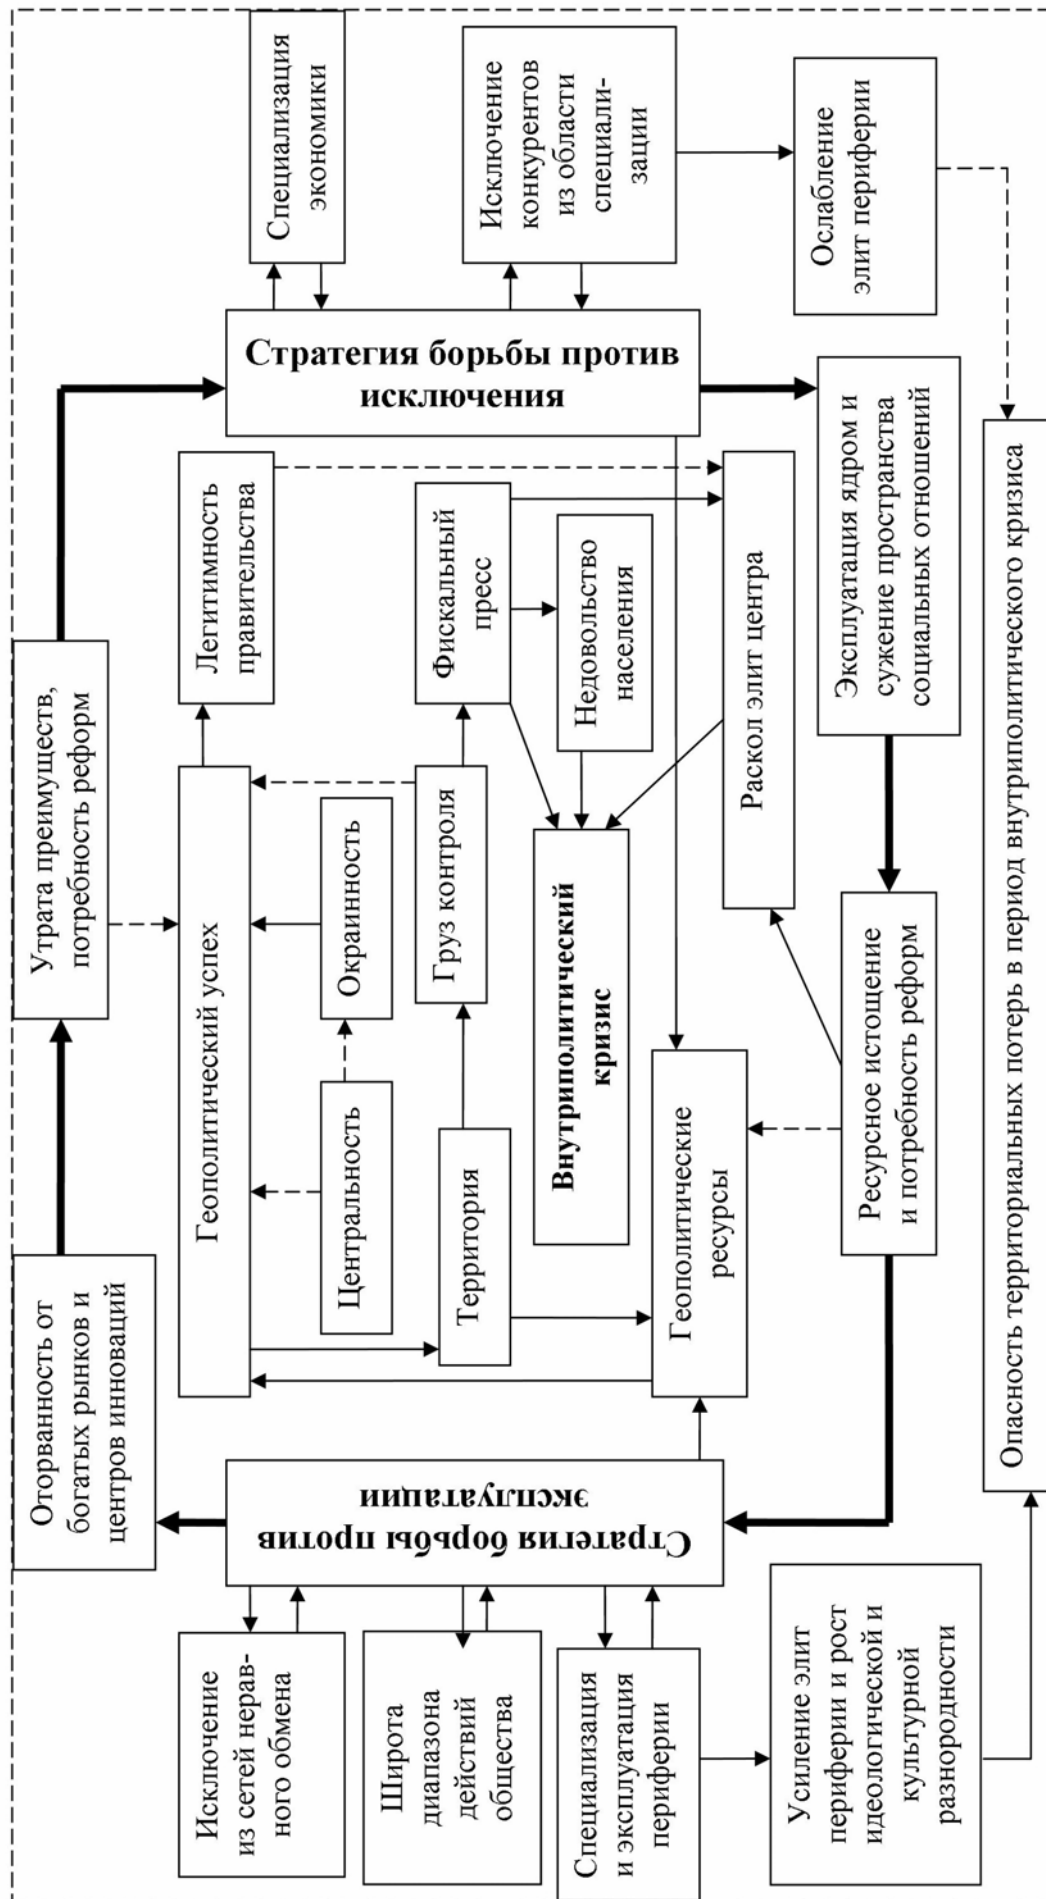 Оторванность от
богатых рынков и
центров инноваций
Утрата преимуществ,
потребность реформ
Исключение
из сетей нерав-
ного обмена
Широта
диапазона
действий
общества
Специализация
и эксплуатация
периферии
Усиление элит
периферии и рост
идеологической и
культурной
разнородности
Стратегия борьбы против
эксплуатации
Геополитический успех
Легитимность
правительства
Центральность
Окраинность
Территория
Груз контроля
Фискальный
пресс
Внутриполитический
кризис
Недовольство
населения
Геополитические
ресурсы
Раскол элит центра
Стратегия борьбы против
исключения
Специализация
экономики
Исключение
конкурентов
из области
специали-
зации
Ослабление
элит периферии
Ресурсное истощение
и потребность реформ
Эксплуатация ядром и
сужение пространства
социальных отношений
Опасность территориальных потерь в период внутриполитического кризиса